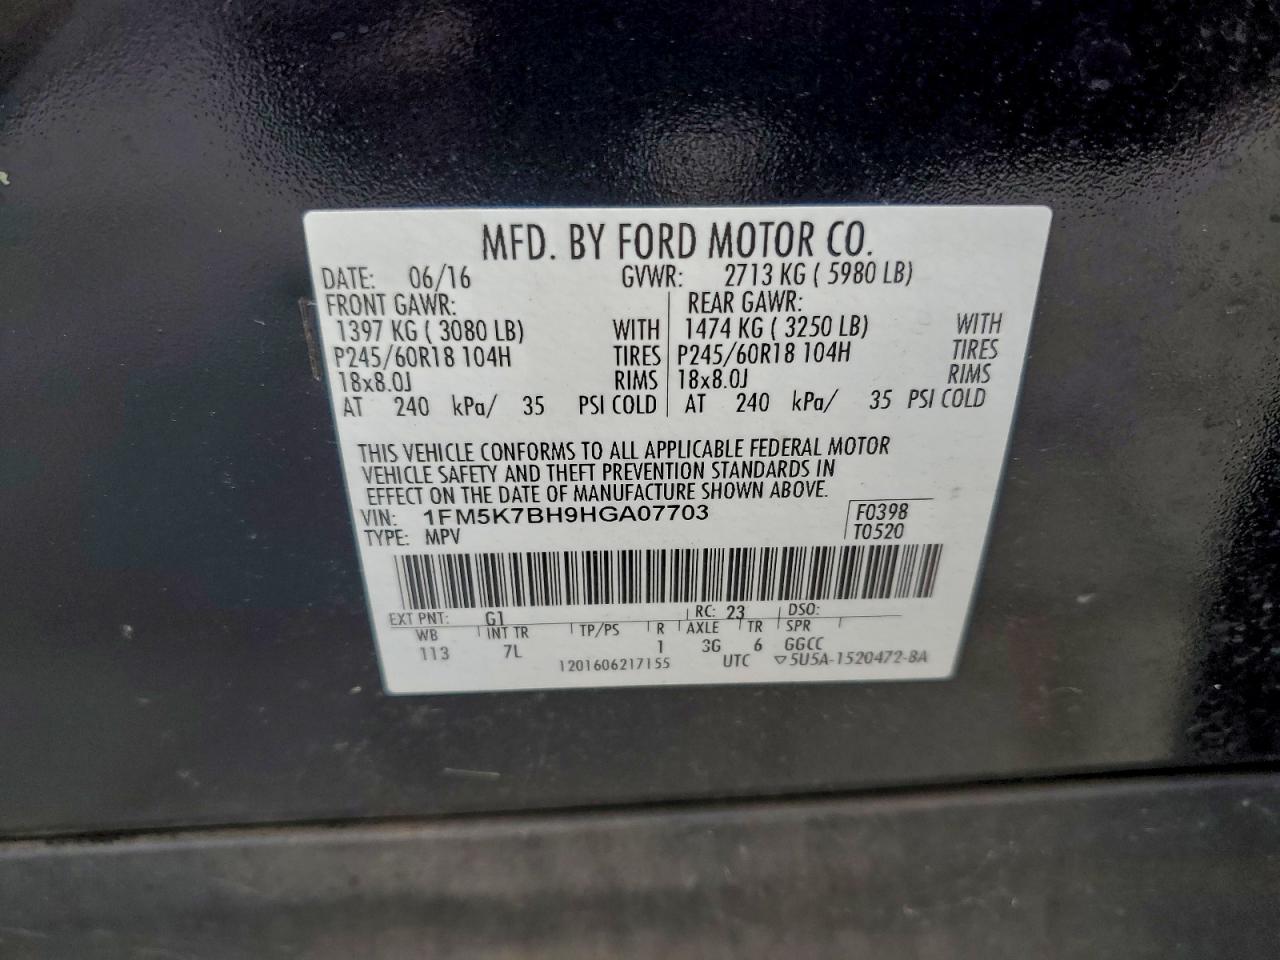 MFD. BY FORD MOTOR CO.
DATE: 06/16 GVWR: 2713 KG ( 5980 LB)
FRONT GAWR: REAR GAWR:
1397 KG ( 3080 LB) WITH 1474 KG ( 3250 LB) WITH
P245/60R18 104H TIRES P245/60R18 104H TIRES
18x8.0J RIMS 18x8.0J RIMS
AT 240 kPa/ 35 PSI COLD AT 240 kPa/ 35 PSI COLD
THIS VEHICLE CONFORMS TO ALL APPLICABLE FEDERAL MOTOR
VEHICLE SAFETY AND THEFT PREVENTION STANDARDS IN
EFFECT ON THE DATE OF MANUFACTURE SHOWN ABOVE.
VIN: 1FM5K7BH9HGA07703 F0398
TYPE: MPV T0520
EXT PNT: G1 RC: 23 DSO:
WB INT TR TP/PS R AXLE TR SPR
113 7L 1 3G 6 GGCC
1201606217155 UTC ▽5U5A-1520472-BA